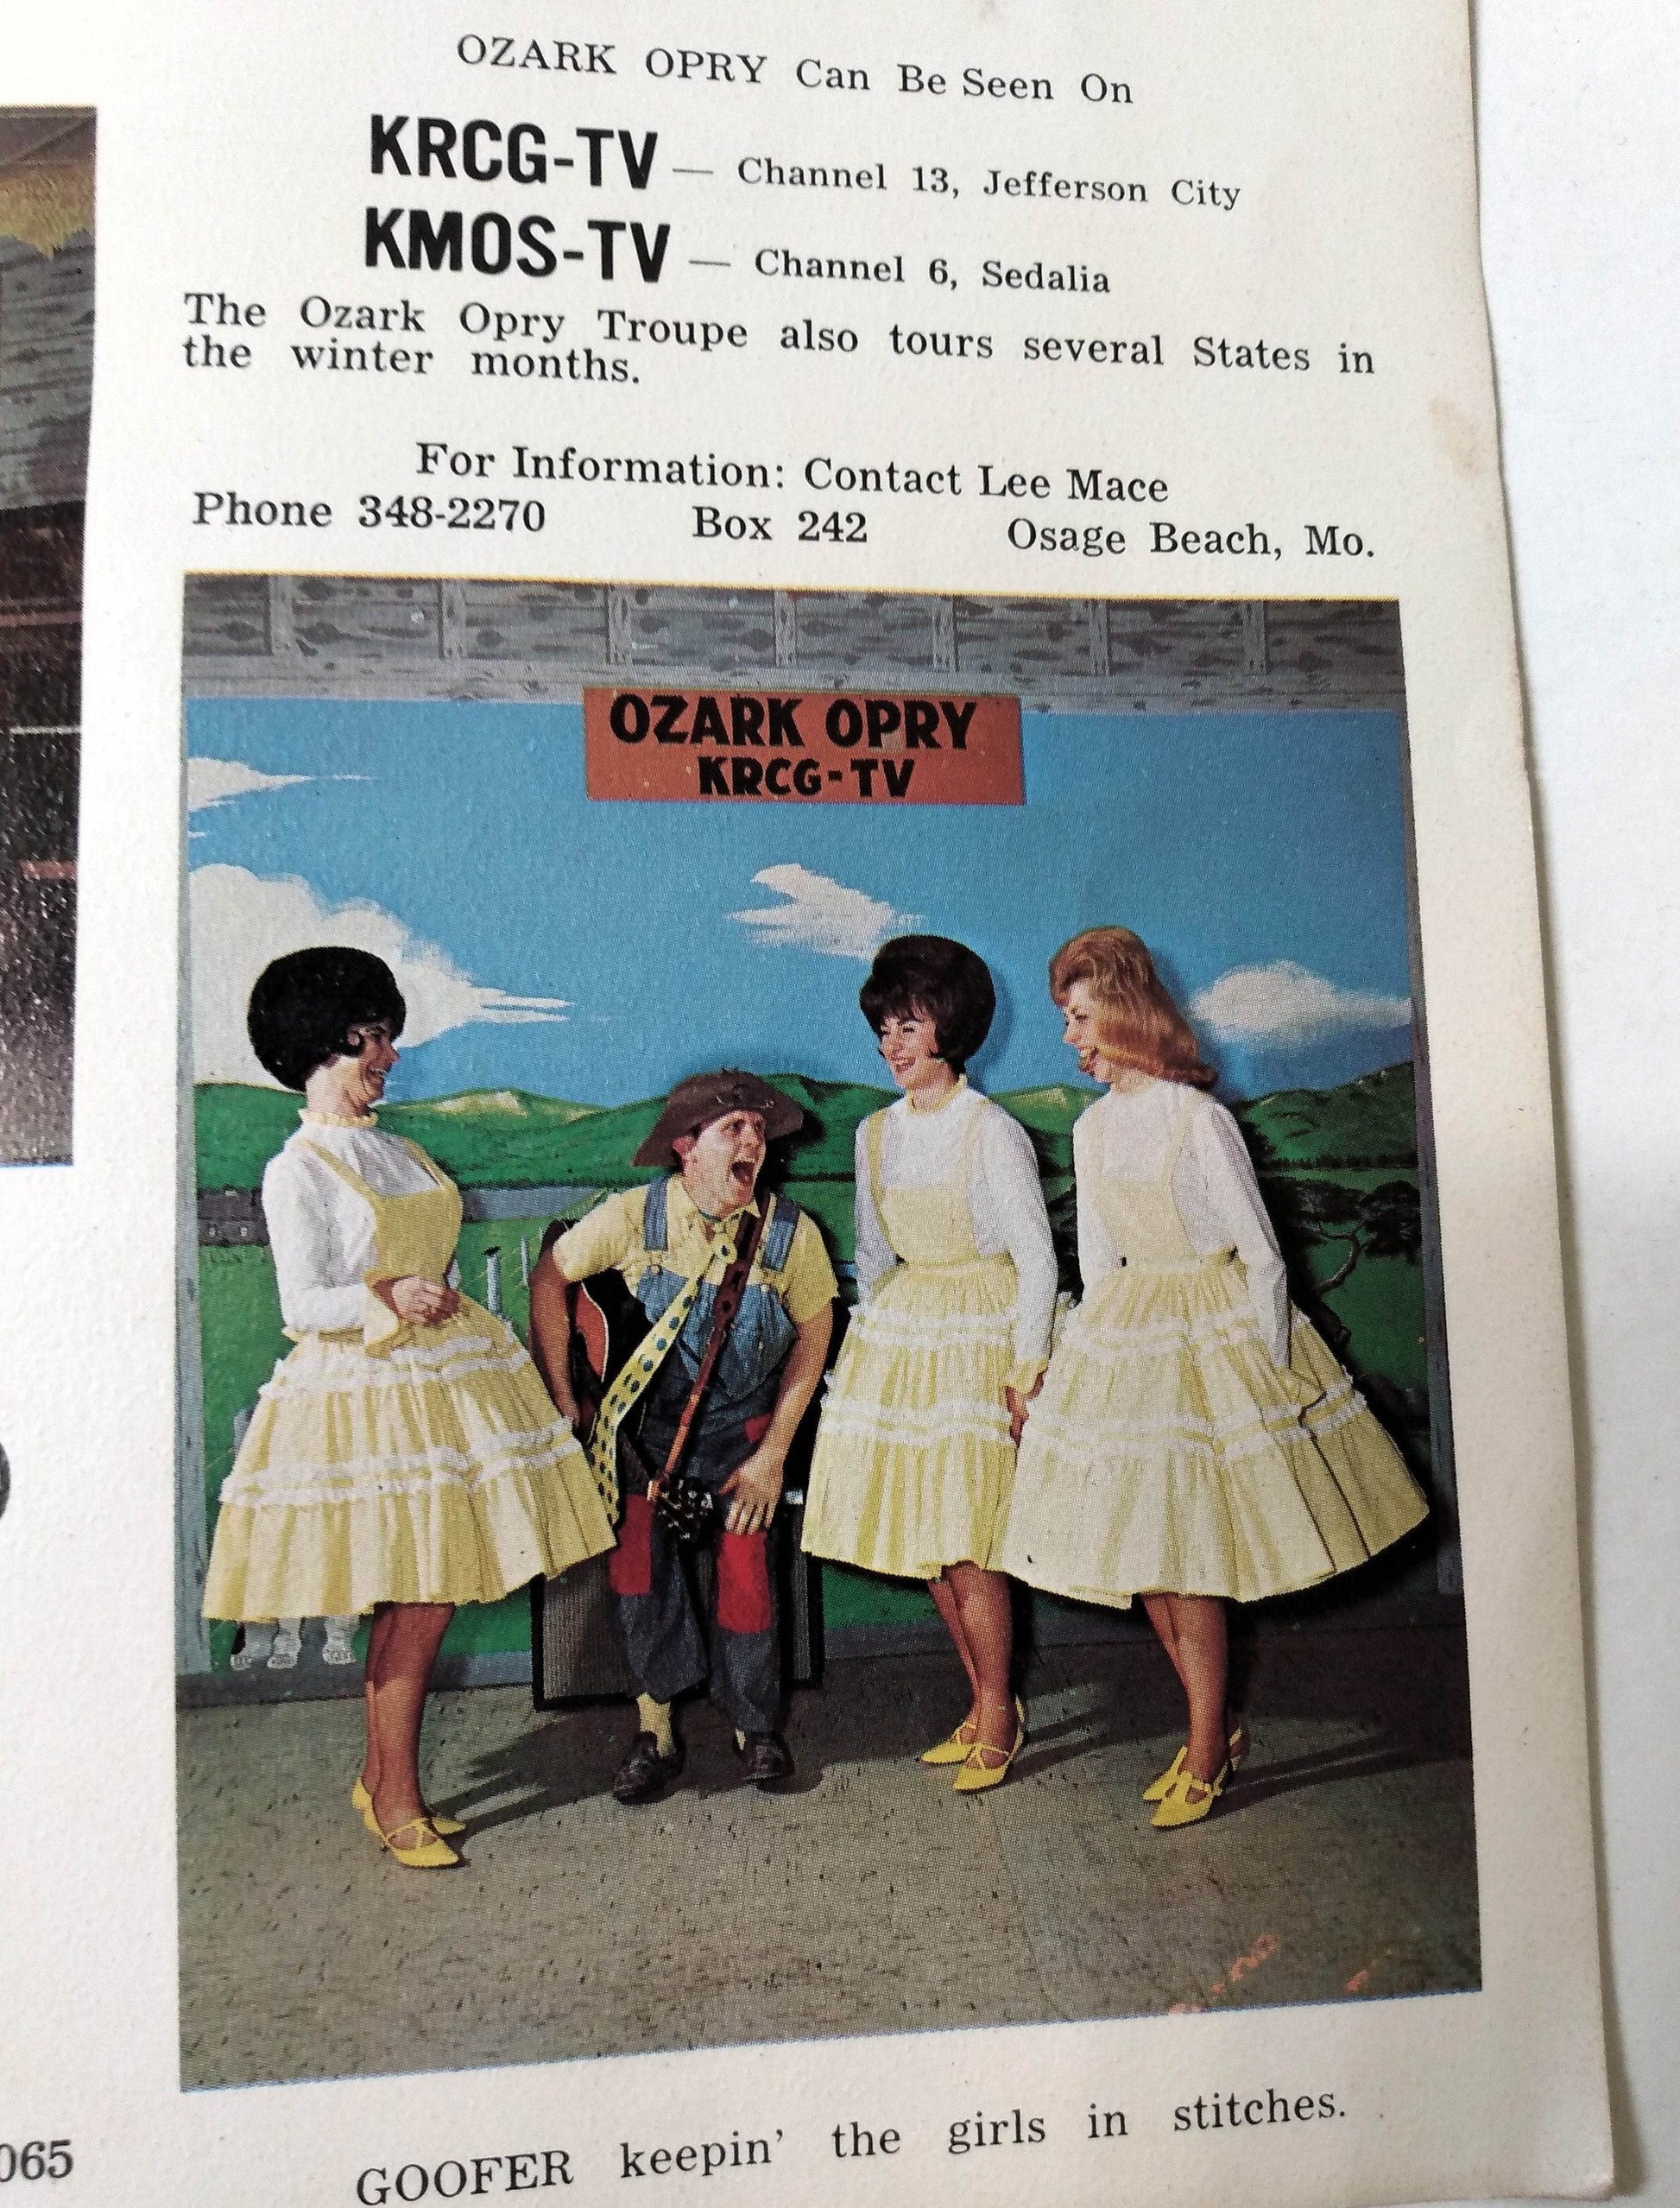 OZARK OPRY Can Be Seen On
KRCG-TV — Channel 13, Jefferson City
KMOS-TV — Channel 6, Sedalia
The Ozark Opry Troupe also tours several States in
the winter months.
For Information: Contact Lee Mace
Phone 348-2270 Box 242 Osage Beach, Mo.
OZARK OPRY
KRCG-TV
065
GOOFER keepin' the girls in stitches.